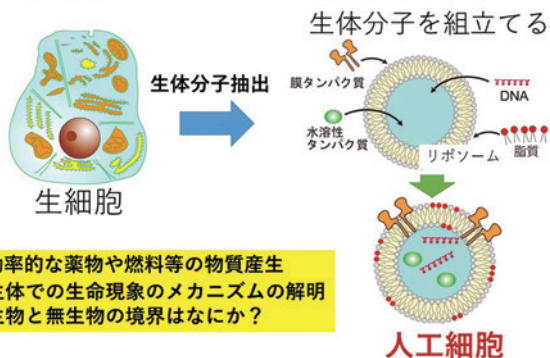 生体分子を組立てる
生体分子抽出
膜タンパク質
DNA
水溶性
タンパク質
リポソーム
脂質
生細胞
率的な薬物や燃料等の物質産生
体での生命現象のメカニズムの解明
物と無生物の境界はなにか？
人工細胞